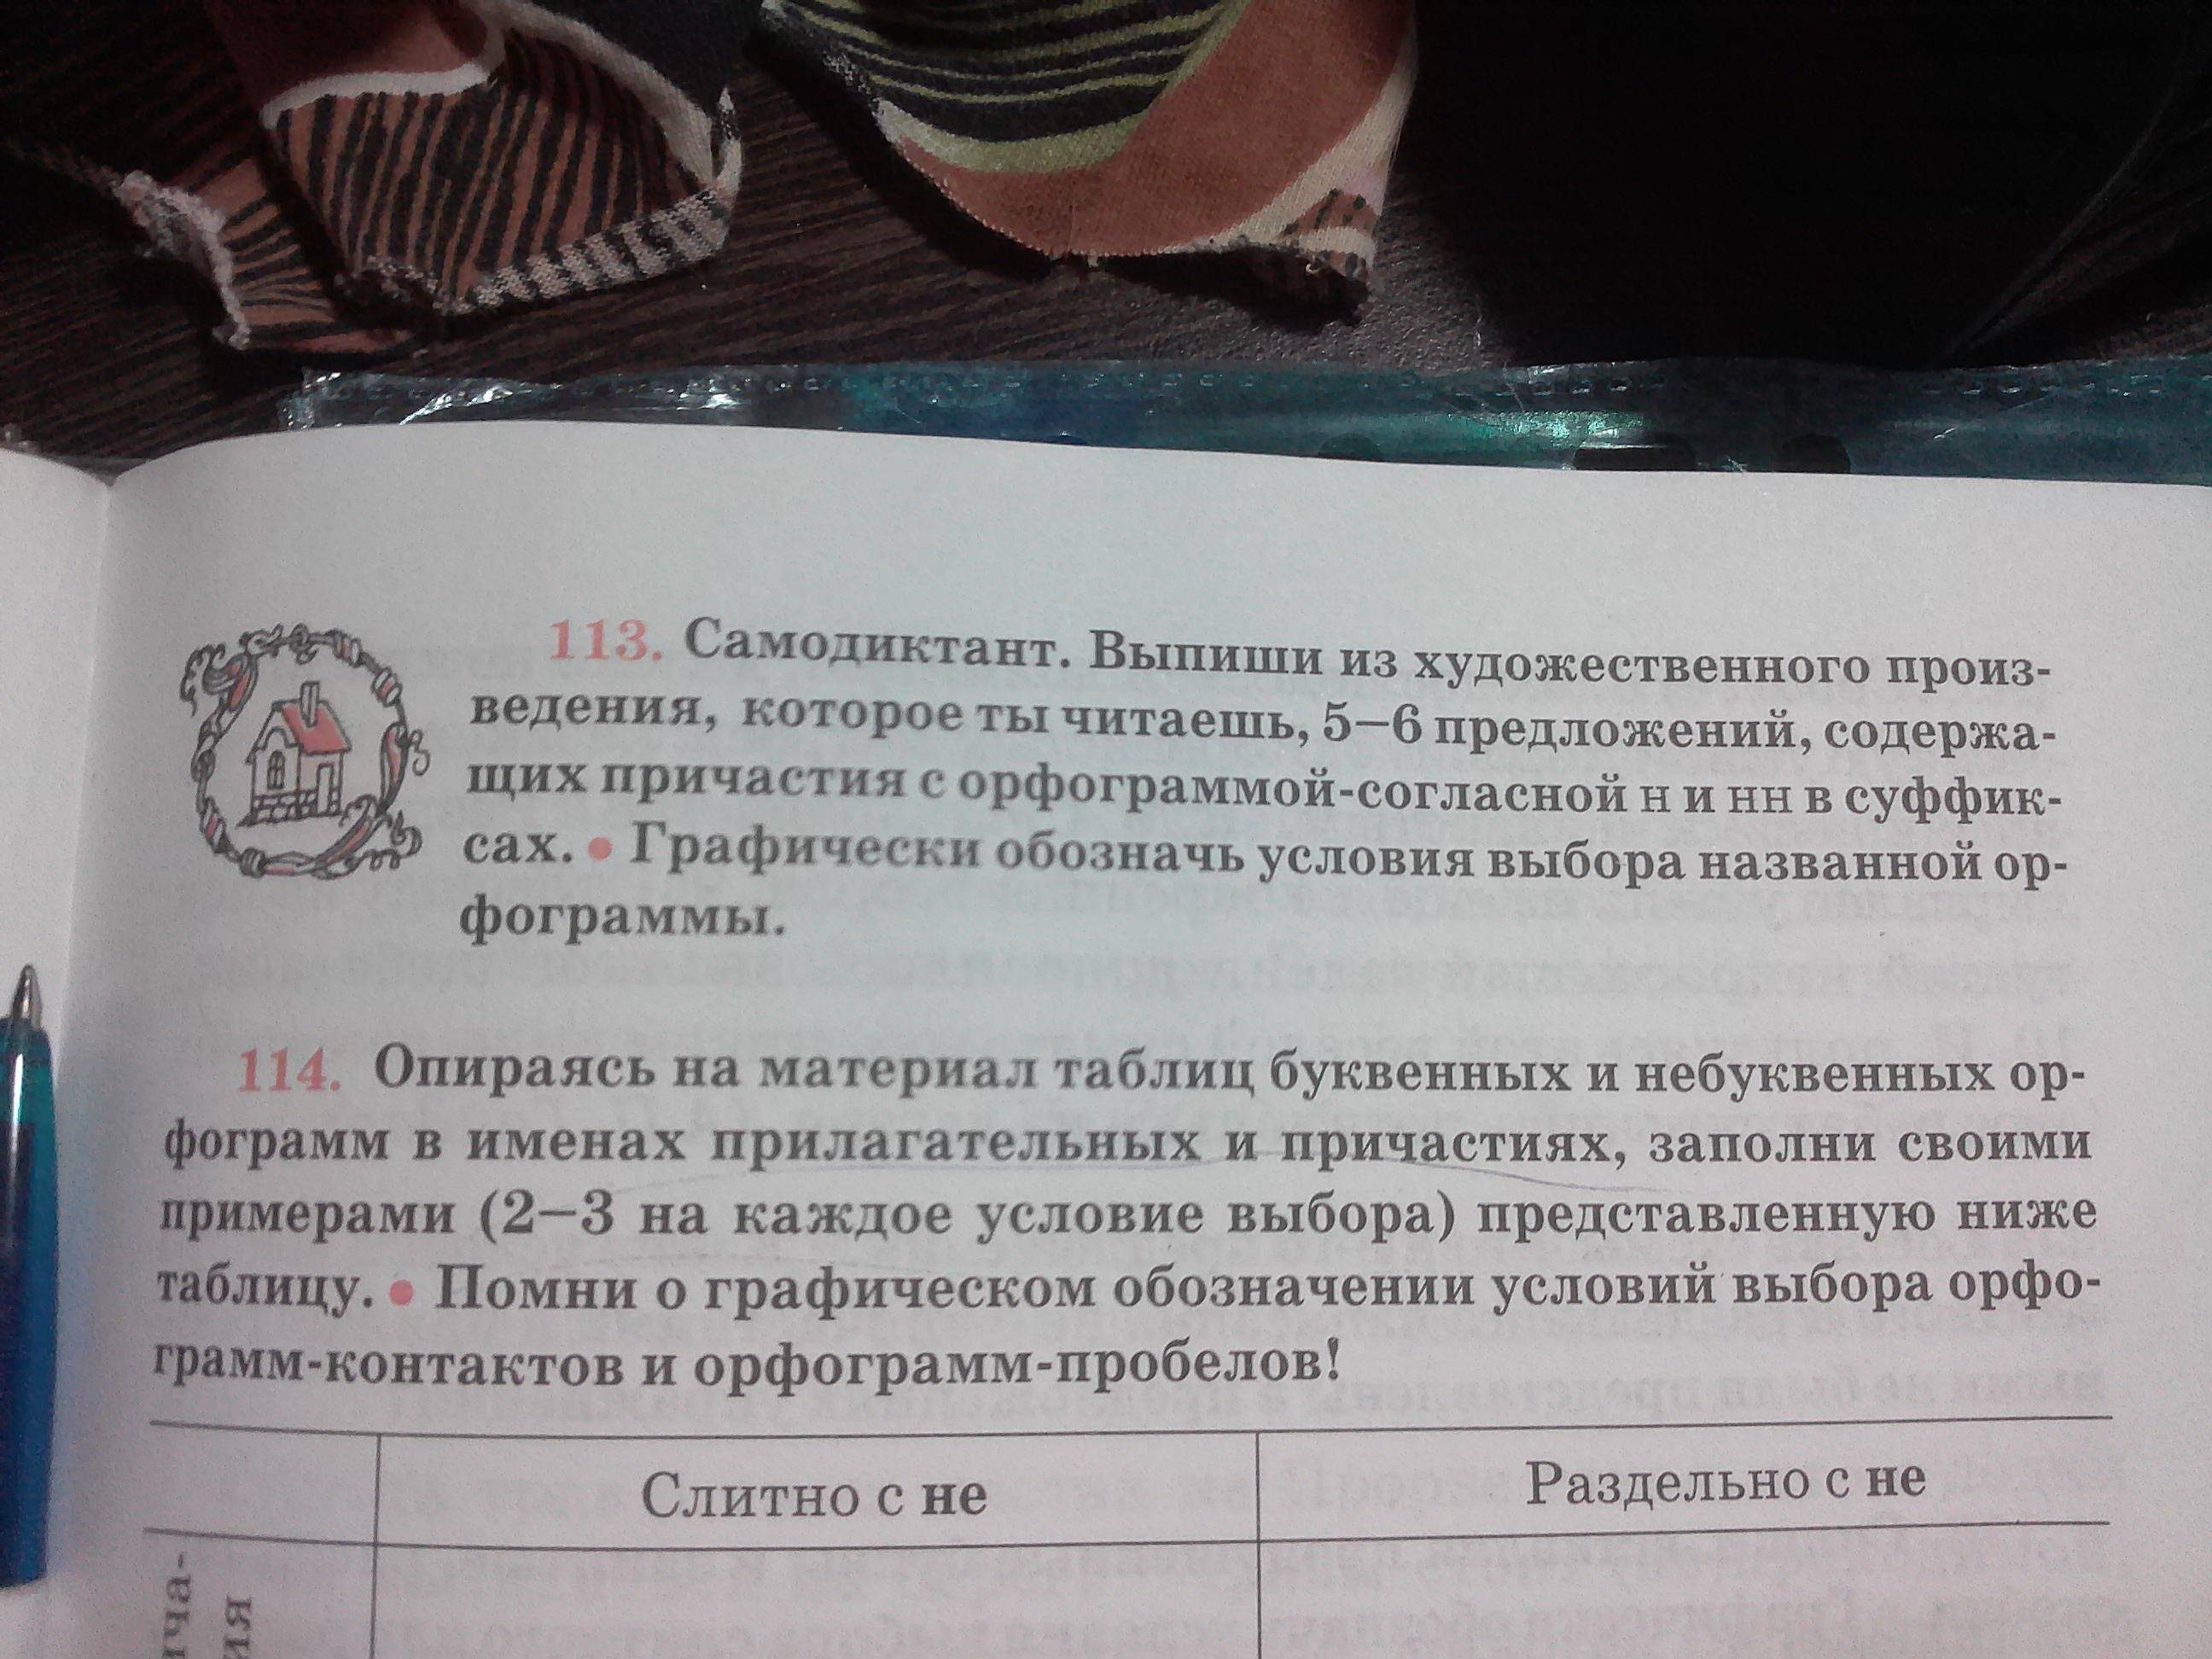 113. Самодиктант. Выпиши из художественного произ-
ведения, которое ты читаешь, 5—6 предложений, содержа-
щих причастия с орфограммой-согласной н и нн в суффик-
сах. ● Графически обозначь условия выбора названной ор-
фограммы.
114. Опираясь на материал таблиц буквенных и небуквенных ор-
фограмм в именах прилагательных и причастиях, заполни своими
примерами (2—3 на каждое условие выбора) представленную ниже
таблицу. ● Помни о графическом обозначении условий выбора орфо-
грамм-контактов и орфограмм-пробелов!
Слитно с не
Раздельно с не